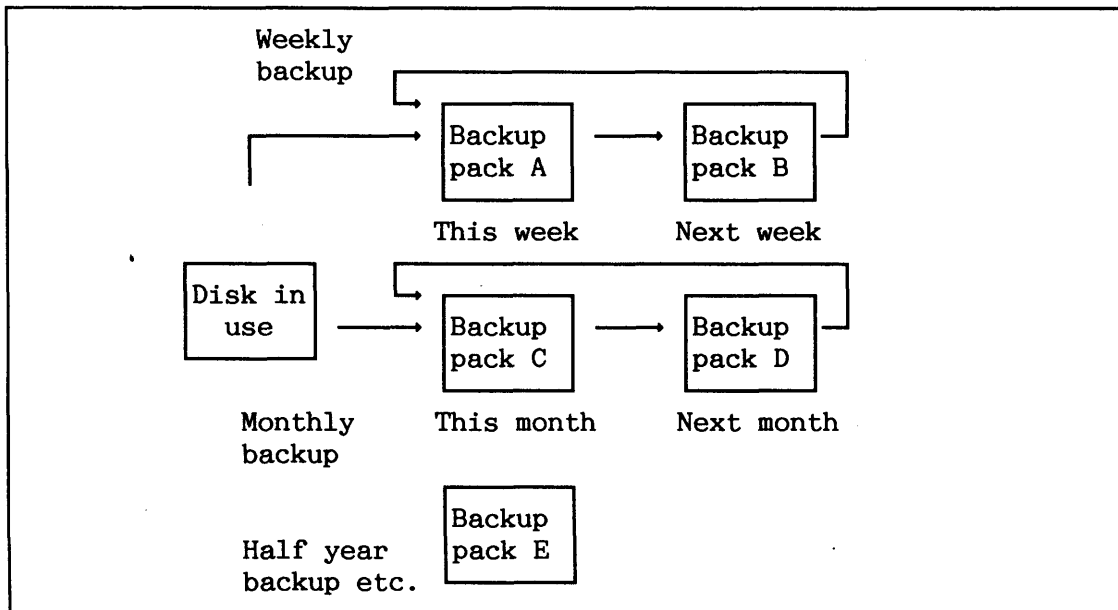 Weekly
backup
Backup
pack A
Backup
pack B
This week
Next week
Disk in
use
Backup
pack C
Backup
pack D
Monthly
backup
This month
Next month
Backup
pack E
Half year
backup etc.